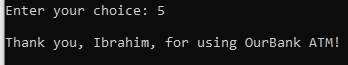 Enter your choice: 5
Thank you, Ibrahim, for using OurBank ATM!